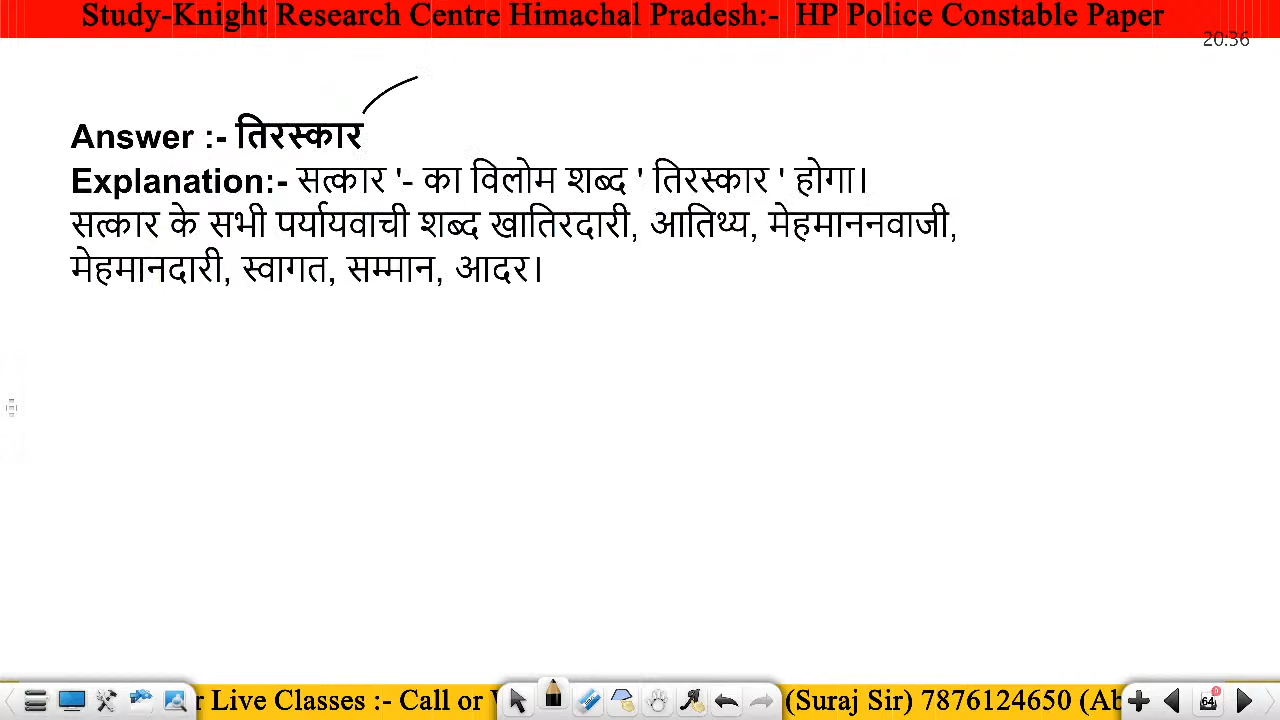 Study-Knight Research Centre Himachal Pradesh:- HP Police Constable Paper
20:36
Answer :- तिरस्कार
Explanation:- सत्कार '- का विलोम शब्द ' तिरस्कार ' होगा।
सत्कार के सभी पर्यायवाची शब्द खातिरदारी, आतिथ्य, मेहमाननवाजी,
मेहमानदारी, स्वागत, सम्मान, आदर।
r Live Classes :- Call or (Suraj Sir) 7876124650 (Ab
64